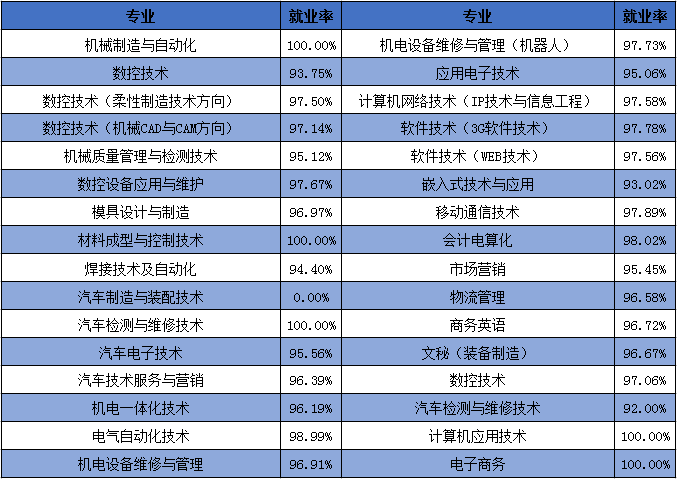 专业 就业率 专业 就业率
机械制造与自动化 100.00% 机电设备维修与管理（机器人） 97.73%
数控技术 93.75% 应用电子技术 95.06%
数控技术（柔性制造技术方向） 97.50% 计算机网络技术（IP技术与信息工程） 97.58%
数控技术（机械CAD与CAM方向） 97.14% 软件技术（3G软件技术） 97.78%
机械质量管理与检测技术 95.12% 软件技术（WEB技术） 97.56%
数控设备应用与维护 97.67% 嵌入式技术与应用 93.02%
模具设计与制造 96.97% 移动通信技术 97.89%
材料成型与控制技术 100.00% 会计电算化 98.02%
焊接技术及自动化 94.40% 市场营销 95.45%
汽车制造与装配技术 0.00% 物流管理 96.58%
汽车检测与维修技术 100.00% 商务英语 96.72%
汽车电子技术 95.56% 文秘（装备制造） 96.67%
汽车技术服务与营销 96.39% 数控技术 97.06%
机电一体化技术 96.19% 汽车检测与维修技术 92.00%
电气自动化技术 98.99% 计算机应用技术 100.00%
机电设备维修与管理 96.91% 电子商务 100.00%